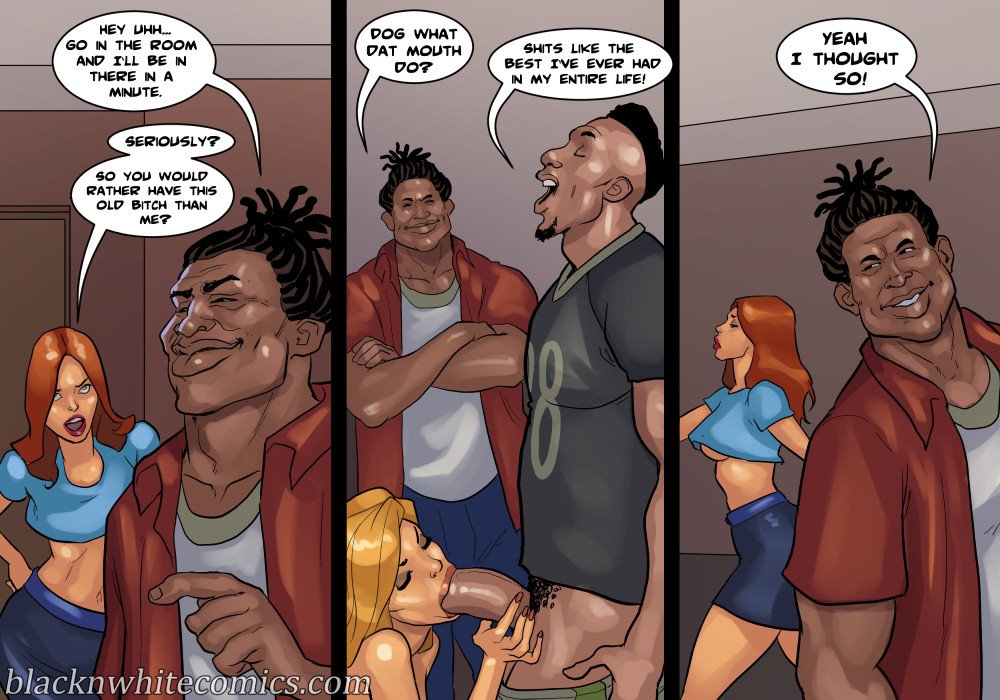 HEY UHH...
GO IN THE ROOM
AND I'LL BE IN
THERE IN A
MINUTE.
SERIOUSLY?
SO YOU WOULD
RATHER HAVE THIS
OLD BITCH THAN
ME?
DOG WHAT
DAT MOUTH
DO?
SHITS LIKE THE
BEST I'VE EVER HAD
IN MY ENTIRE LIFE!
88
YEAH
I THOUGHT
SO!
blacknwhitecomics.com